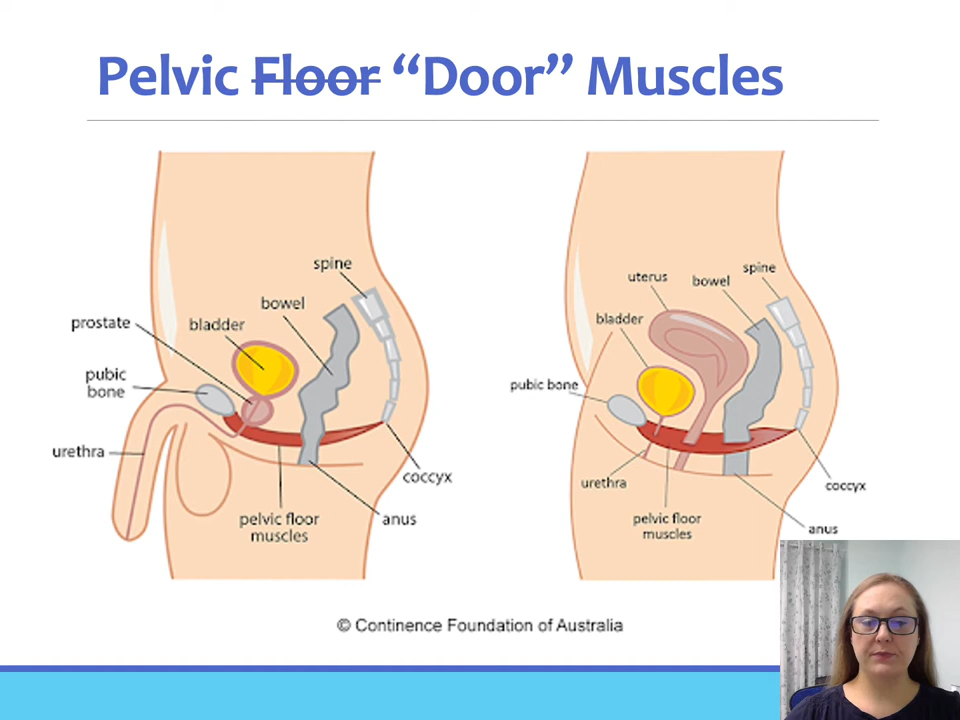 Pelvic Floor “Door” Muscles
spine
bowel
prostate
bladder
pubic
bone
urethra
coccyx
pelvic floor
muscles
anus
uterus
bowel
spine
bladder
pubic bone
urethra
coccyx
pelvic floor
muscles
anus
© Continence Foundation of Australia